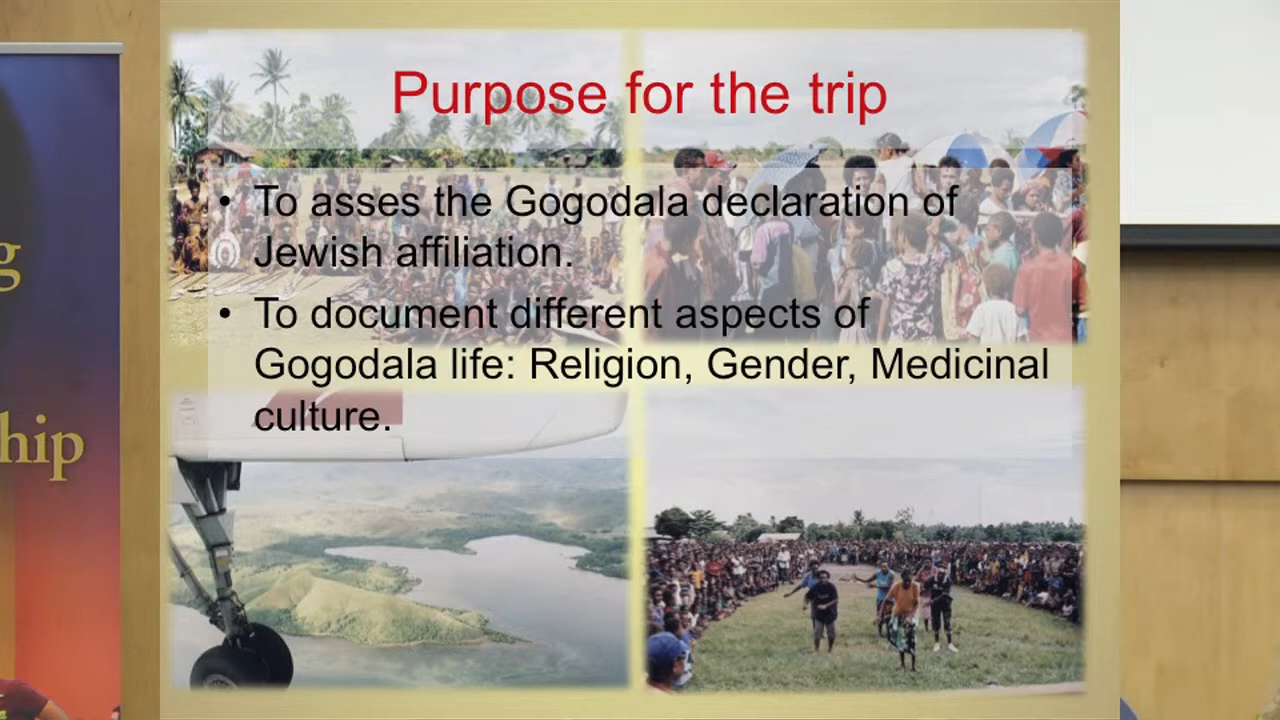 Purpose for the trip
• To asses the Gogodala declaration of
Jewish affiliation.
• To document different aspects of
Gogodala life: Religion, Gender, Medicinal
culture.
g
hip